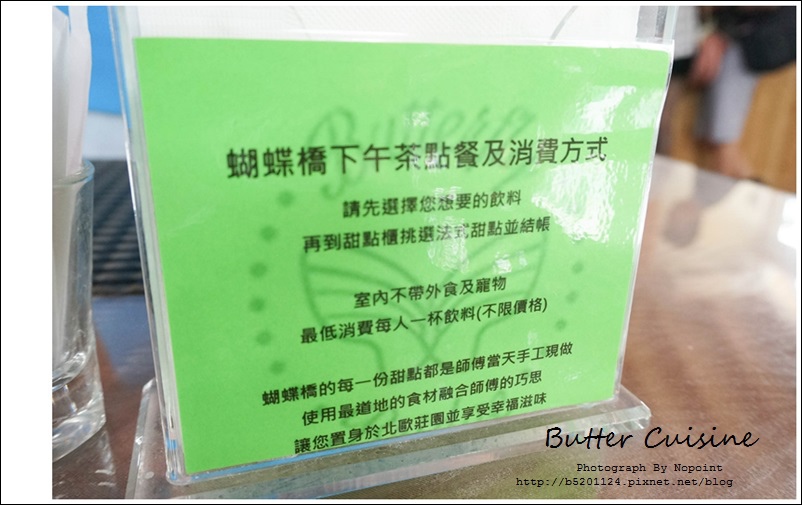 Butterz
蝴蝶橋下午茶點餐及消費方式
請先選擇您想要的飲料
再到甜點櫃挑選法式甜點並結帳
室內不帶外食及寵物
最低消費每人一杯飲料(不限價格)
蝴蝶橋的每一份甜點都是師傅當天手工現做
使用最道地的食材融合師傅的巧思
讓您置身於北歐莊園並享受幸福滋味
Butter Cuisine
Photograph By Nopoint
http://b5201124.pixnet.net/blog